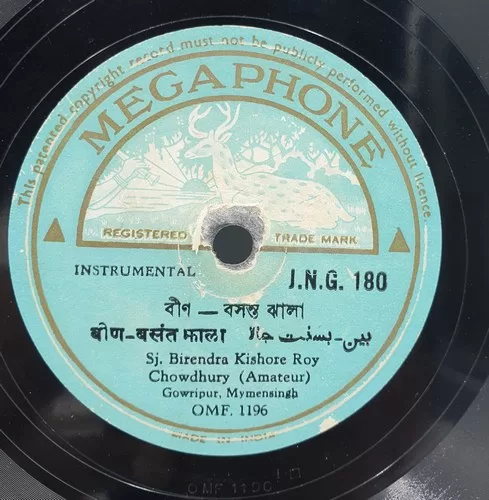 This patented copyright record must not be publicly performed without licence.
MEGAPHONE
REGISTERED TRADE MARK
INSTRUMENTAL J.N.G. 180
বীণ — বসন্ত ঝালা
बीण-बसंत झाला بین-بسنت جالا
Sj. Birendra Kishore Roy
Chowdhury (Amateur)
Gowripur, Mymensingh
OMF. 1196
MADE IN INDIA